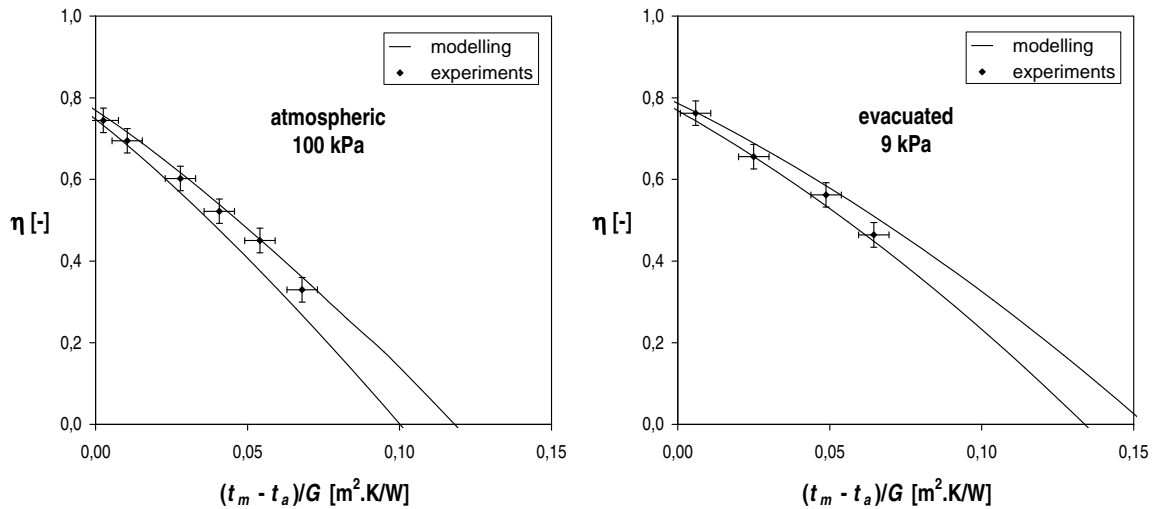 1,0
0,8
0,6
0,4
0,2
0,0
η [-]
modelling
experiments
atmospheric
100 kPa
0,00
0,05
0,10
0,15
(t_m - t_a)/G [m².K/W]
1,0
0,8
0,6
0,4
0,2
0,0
η [-]
modelling
experiments
evacuated
9 kPa
0,00
0,05
0,10
0,15
(t_m - t_a)/G [m².K/W]